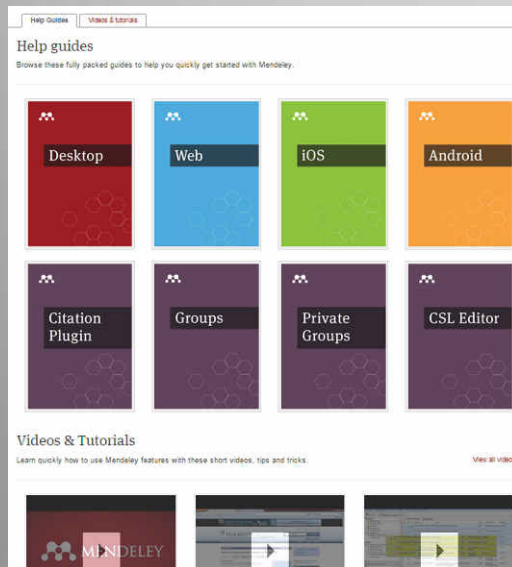 Help Guides
Videos & tutorials
Help guides
Browse these fully packed guides to help you quickly get started with Mendeley.
Desktop
Web
iOS
Android
Citation
Plugin
Groups
Private
Groups
CSL Editor
Videos & Tutorials
Learn quickly how to use Mendeley features with these short videos, tips and tricks.
View all video
MENDELEY